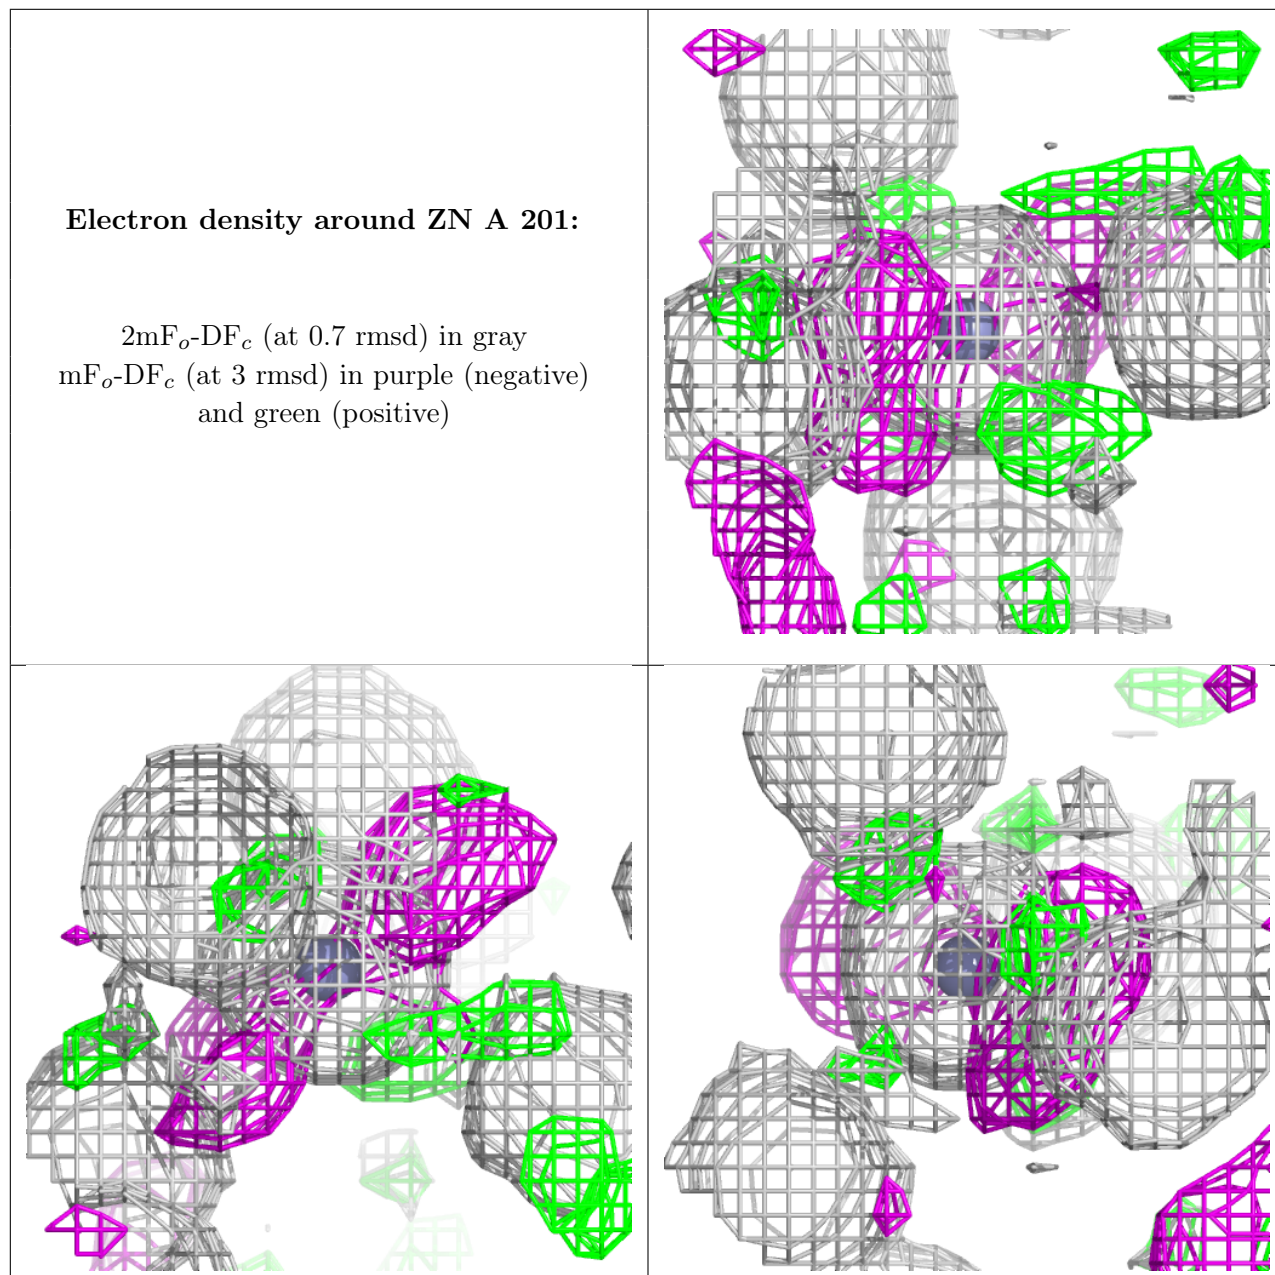 Electron density around ZN A 201:
2mFo-DFc (at 0.7 rmsd) in gray
mFo-DFc (at 3 rmsd) in purple (negative)
and green (positive)